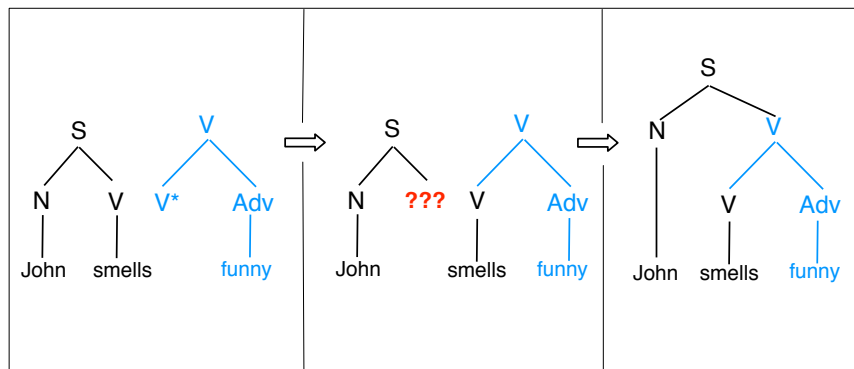 S V
N V V* Adv
John smells funny
S V
N ??? V Adv
John smells funny
S
N V
V Adv
John smells funny